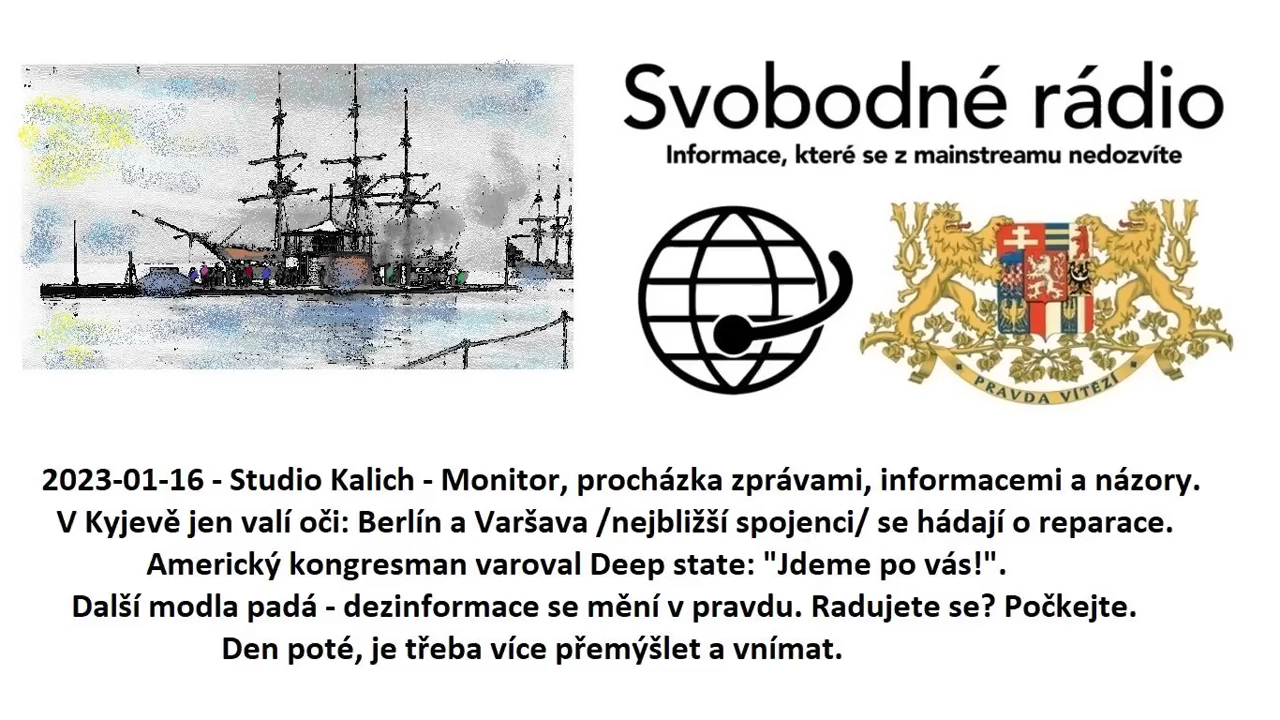 Svobodné rádio
Informace, které se z mainstreamu nedozvíte
PRAVDA VÍTĚZÍ
2023-01-16 - Studio Kalich - Monitor, procházka zprávami, informacemi a názory.
V Kyjevě jen valí oči: Berlín a Varšava /nejbližší spojenci/ se hádají o reparace.
Americký kongresman varoval Deep state: "Jdeme po vás!".
Další modla padá - dezinformace se mění v pravdu. Radujete se? Počkejte.
Den poté, je třeba více přemýšlet a vnímat.